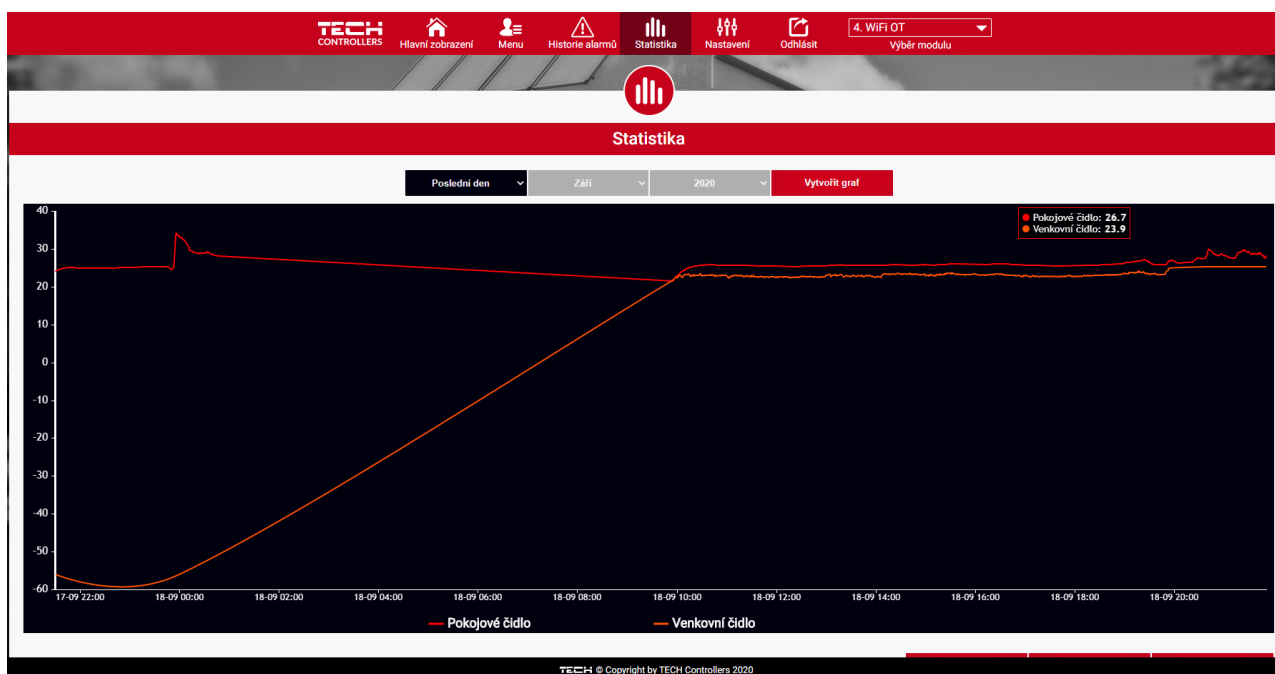 TECH
CONTROLLERS
Hlavní zobrazení
Menu
Historie alarmů
Statistika
Nastavení
Odhlásit
4. WiFi OT
Výběr modulu
Statistika
Poslední den
Září
2020
Vytvořit graf
Pokojové čidlo: 26.7
Venkovní čidlo: 23.9
40
30
20
10
0
-10
-20
-30
-40
-50
-60
17-09 22:00 18-09 00:00 18-09 02:00 18-09 04:00 18-09 06:00 18-09 08:00 18-09 10:00 18-09 12:00 18-09 14:00 18-09 16:00 18-09 18:00 18-09 20:00
Pokojové čidlo Venkovní čidlo
TECH © Copyright by TECH Controllers 2020